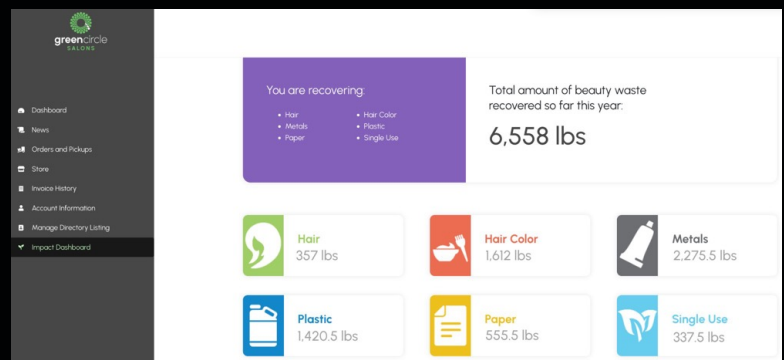 greencircle
SALONS
Dashboard
News
Orders and Pickups
Store
Invoice History
Account Information
Manage Directory Listing
Impact Dashboard
You are recovering:
• Hair
• Metals
• Paper
• Hair Color
• Plastic
• Single Use
Total amount of beauty waste
recovered so far this year:
6,558 lbs
Hair
357 lbs
Hair Color
1,612 lbs
Metals
2,275.5 lbs
Plastic
1,420.5 lbs
Paper
555.5 lbs
Single Use
337.5 lbs